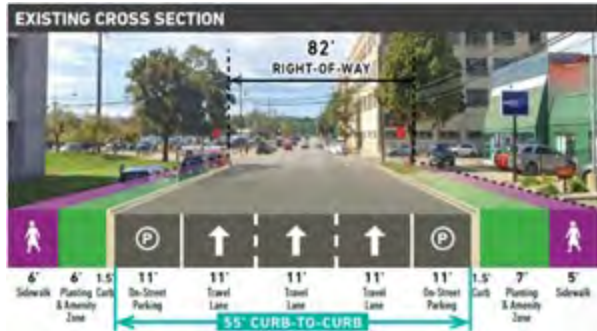 EXISTING CROSS SECTION
82'
RIGHT-OF-WAY
P
P
6' 6' 1.5' 11' 11' 11' 11' 11' 1.5' 7' 5'
Sidewalk Planting & Amenity Zone Curb On-Street Parking Travel Lane Travel Lane Travel Lane On-Street Parking Curb Planting & Amenity Zone Sidewalk
55' CURB-TO-CURB